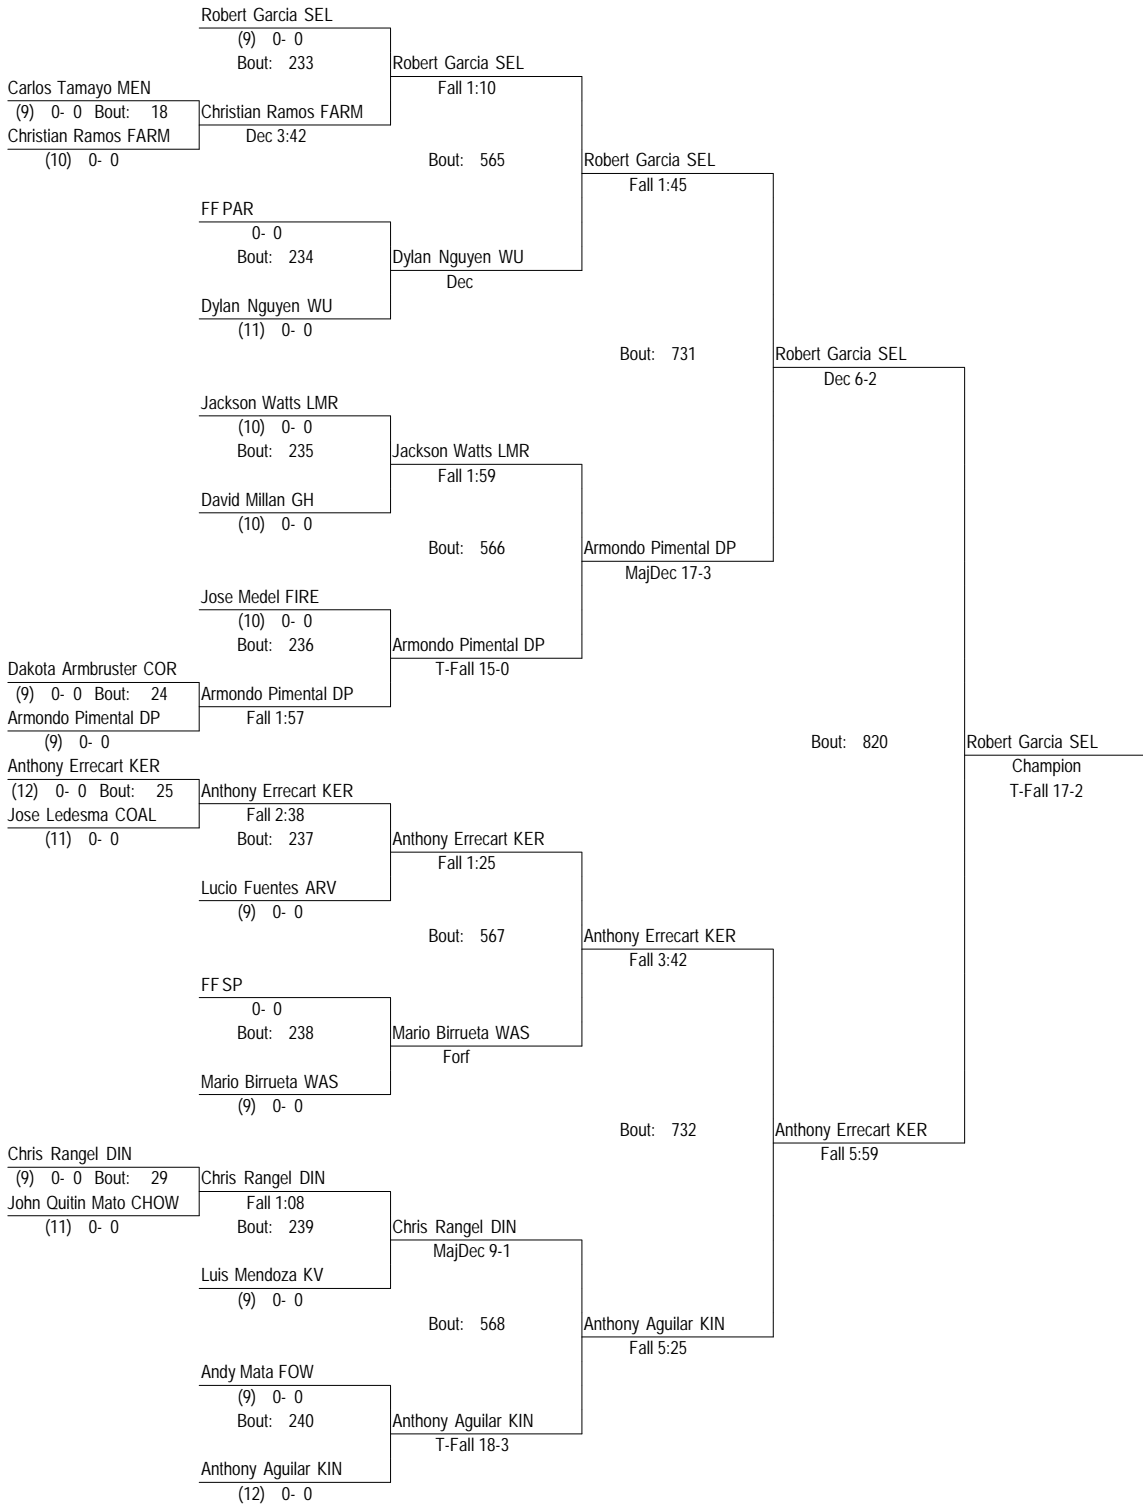 Robert Garcia SEL
(9) 0- 0
Bout: 233
Robert Garcia SEL
Fall 1:10
Carlos Tamayo MEN
(9) 0- 0 Bout: 18
Christian Ramos FARM
Christian Ramos FARM
Dec 3:42
(10) 0- 0
Bout: 565
Robert Garcia SEL
Fall 1:45
FF PAR
0- 0
Bout: 234
Dylan Nguyen WU
Dec
Dylan Nguyen WU
(11) 0- 0
Bout: 731
Robert Garcia SEL
Dec 6-2
Jackson Watts LMR
(10) 0- 0
Bout: 235
Jackson Watts LMR
Fall 1:59
David Millan GH
(10) 0- 0
Bout: 566
Armondo Pimental DP
MajDec 17-3
Jose Medel FIRE
(10) 0- 0
Bout: 236
Armondo Pimental DP
T-Fall 15-0
Dakota Armbruster COR
(9) 0- 0 Bout: 24
Armondo Pimental DP
Armondo Pimental DP
Fall 1:57
(9) 0- 0
Bout: 820
Robert Garcia SEL
Champion
T-Fall 17-2
Anthony Errecart KER
(12) 0- 0 Bout: 25
Anthony Errecart KER
Jose Ledesma COAL
Fall 2:38
(11) 0- 0
Bout: 237
Anthony Errecart KER
Fall 1:25
Lucio Fuentes ARV
(9) 0- 0
Bout: 567
Anthony Errecart KER
Fall 3:42
FF SP
0- 0
Bout: 238
Mario Birrueta WAS
Forf
Mario Birrueta WAS
(9) 0- 0
Bout: 732
Anthony Errecart KER
Fall 5:59
Chris Rangel DIN
(9) 0- 0 Bout: 29
Chris Rangel DIN
John Quitin Mato CHOW
Fall 1:08
(11) 0- 0
Bout: 239
Chris Rangel DIN
MajDec 9-1
Luis Mendoza KV
(9) 0- 0
Bout: 568
Anthony Aguilar KIN
Fall 5:25
Andy Mata FOW
(9) 0- 0
Bout: 240
Anthony Aguilar KIN
T-Fall 18-3
Anthony Aguilar KIN
(12) 0- 0